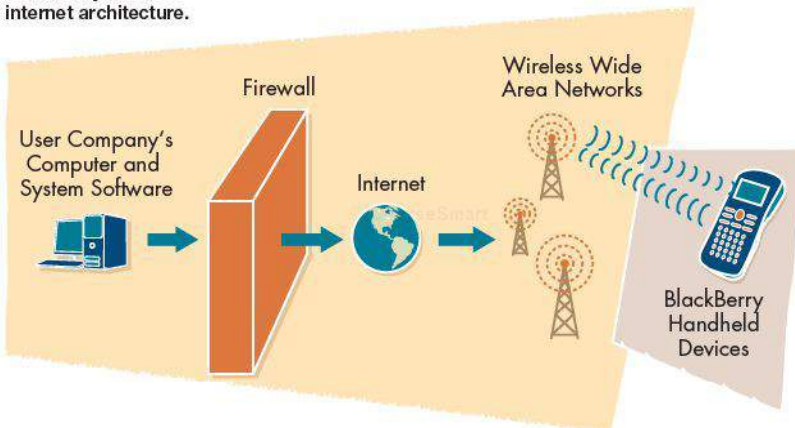 internet architecture.
Wireless Wide
Area Networks
Firewall
User Company's
Computer and
System Software
Internet
BlackBerry
Handheld
Devices